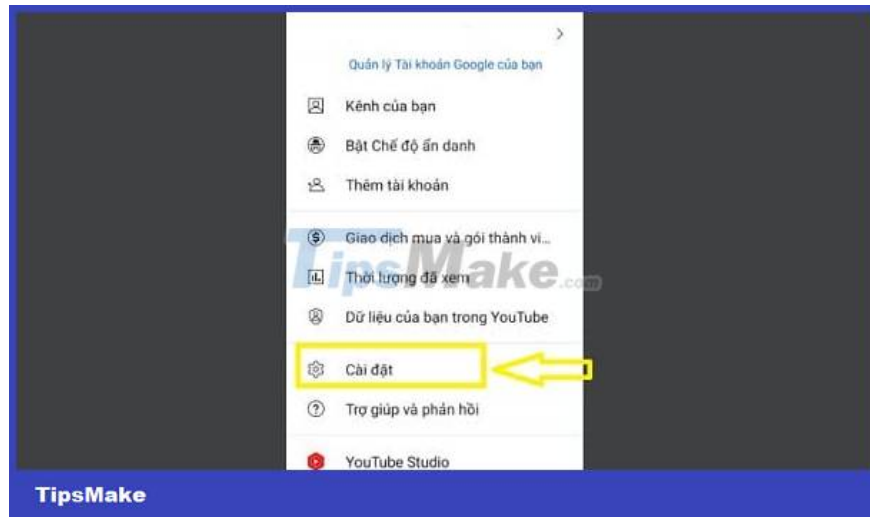 Quản lý Tài khoản Google của bạn
Kênh của bạn
Bật Chế độ ẩn danh
Thêm tài khoản
Giao dịch mua và gói thành vi...
TipsMake.com
Thời lượng đã xem
Dữ liệu của bạn trong YouTube
Cài đặt
Trợ giúp và phản hồi
YouTube Studio
TipsMake